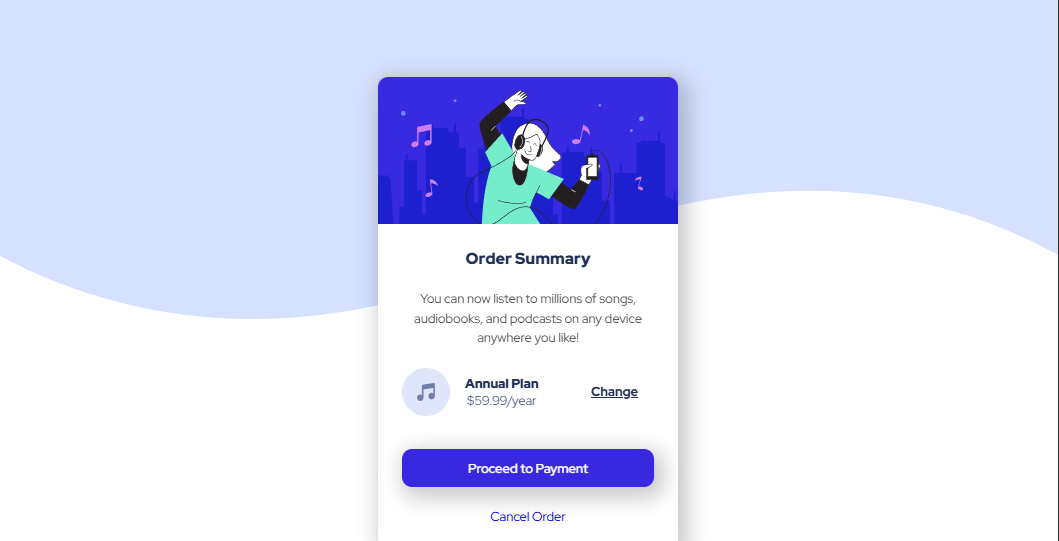 Order Summary
You can now listen to millions of songs,
audiobooks, and podcasts on any device
anywhere you like!
Annual Plan
$59.99/year
Change
Proceed to Payment
Cancel Order